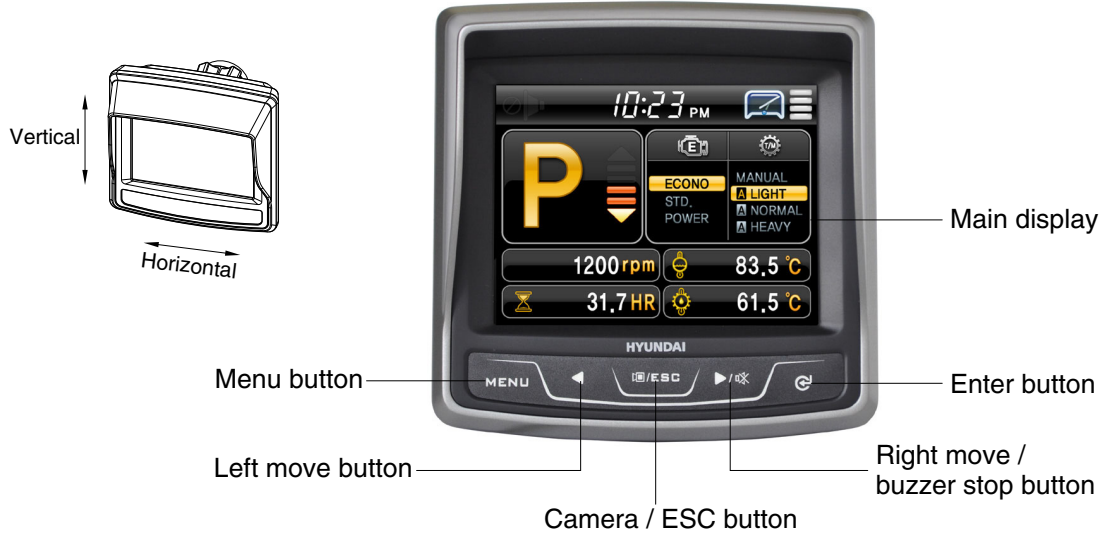 Vertical
Horizontal
10:23 PM
P
E
T/M
ECONO
STD.
POWER
MANUAL
A LIGHT
A NORMAL
A HEAVY
1200 rpm
83.5 °C
31.7 HR
61.5 °C
HYUNDAI
MENU
/ESC
/
Main display
Menu button
Enter button
Left move button
Right move /
buzzer stop button
Camera / ESC button